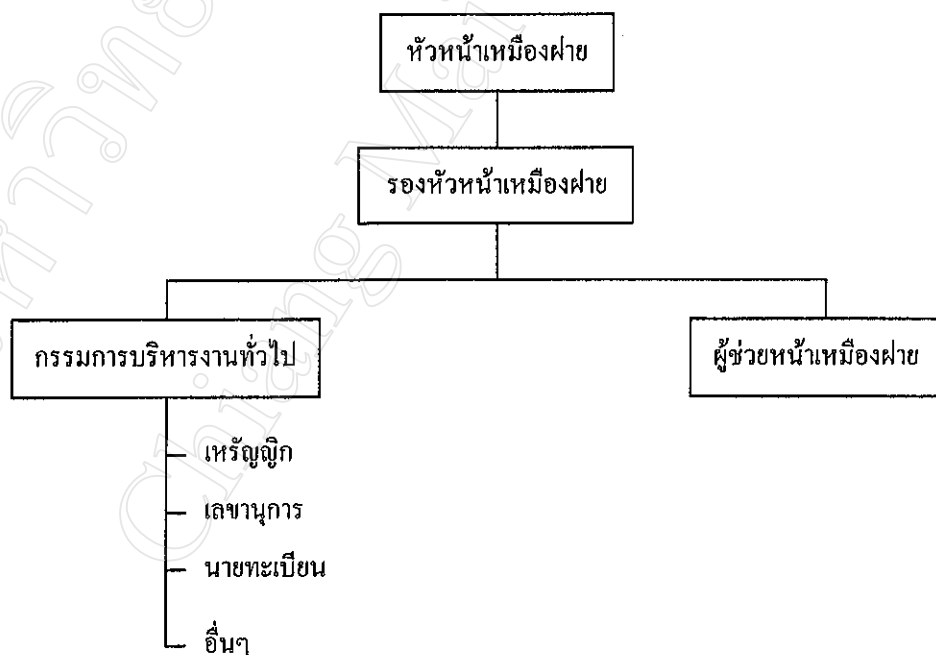 หัวหน้าเหมืองฝาย
รองหัวหน้าเหมืองฝาย
กรรมการบริหารงานทั่วไป
ผู้ช่วยหน้าเหมืองฝาย
เหรัญญิก
เลขานุการ
นายทะเบียน
อื่นๆ
Chiang Mai